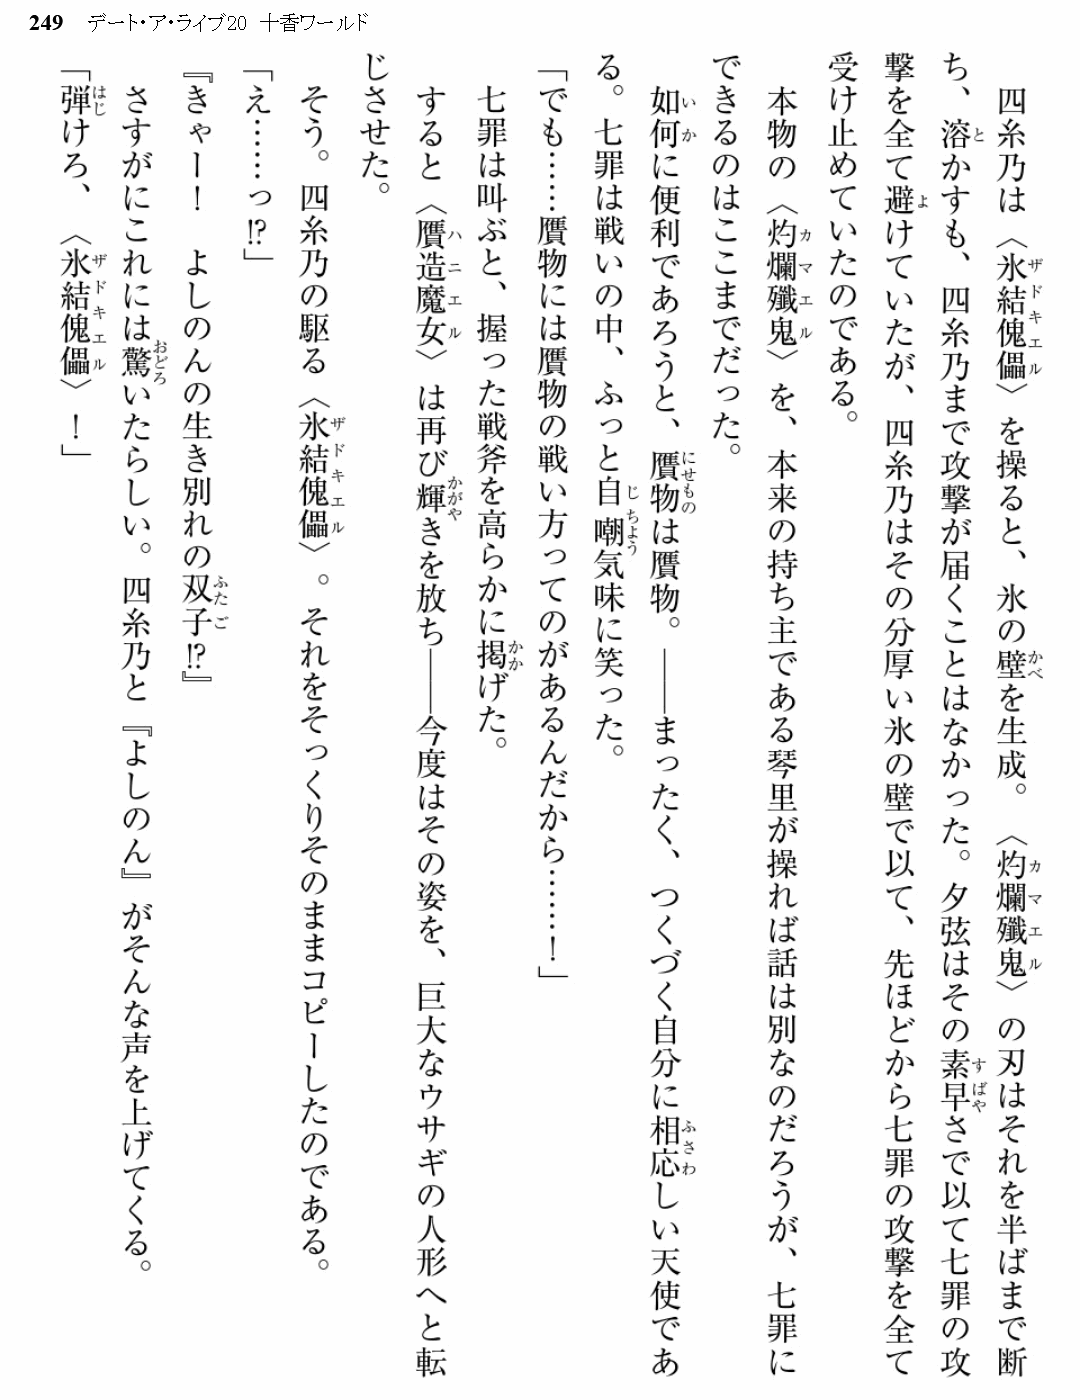 249 デート・ア・ライブ20 十香ワールド
　四糸乃は〈氷結傀儡〉を操ると、氷の壁を生成。〈灼爛殲鬼〉の刃はそれを半ばまで断
ち、溶かすも、四糸乃まで攻撃が届くことはなかった。夕弦はその素早さで以て七罪の攻
撃を全て避けていたが、四糸乃はその分厚い氷の壁で以て、先ほどから七罪の攻撃を全て
受け止めていたのである。
　本物の〈灼爛殲鬼〉を、本来の持ち主である琴里が操れば話は別なのだろうが、七罪に
できるのはここまでだった。
　如何に便利であろうと、贋物は贋物。――まったく、つくづく自分に相応しい天使であ
る。七罪は戦いの中、ふっと自嘲気味に笑った。
「でも……贋物には贋物の戦い方ってのがあるんだから……！」
　七罪は叫ぶと、握った戦斧を高らかに掲げた。
　すると〈贋造魔女〉は再び輝きを放ち――今度はその姿を、巨大なウサギの人形へと転
じさせた。
　そう。四糸乃の駆る〈氷結傀儡〉。それをそっくりそのままコピーしたのである。
「え……っ!?」
『きゃー！　よしのんの生き別れの双子!?』
　さすがにこれには驚いたらしい。四糸乃と『よしのん』がそんな声を上げてくる。
「弾けろ、〈氷結傀儡〉！」